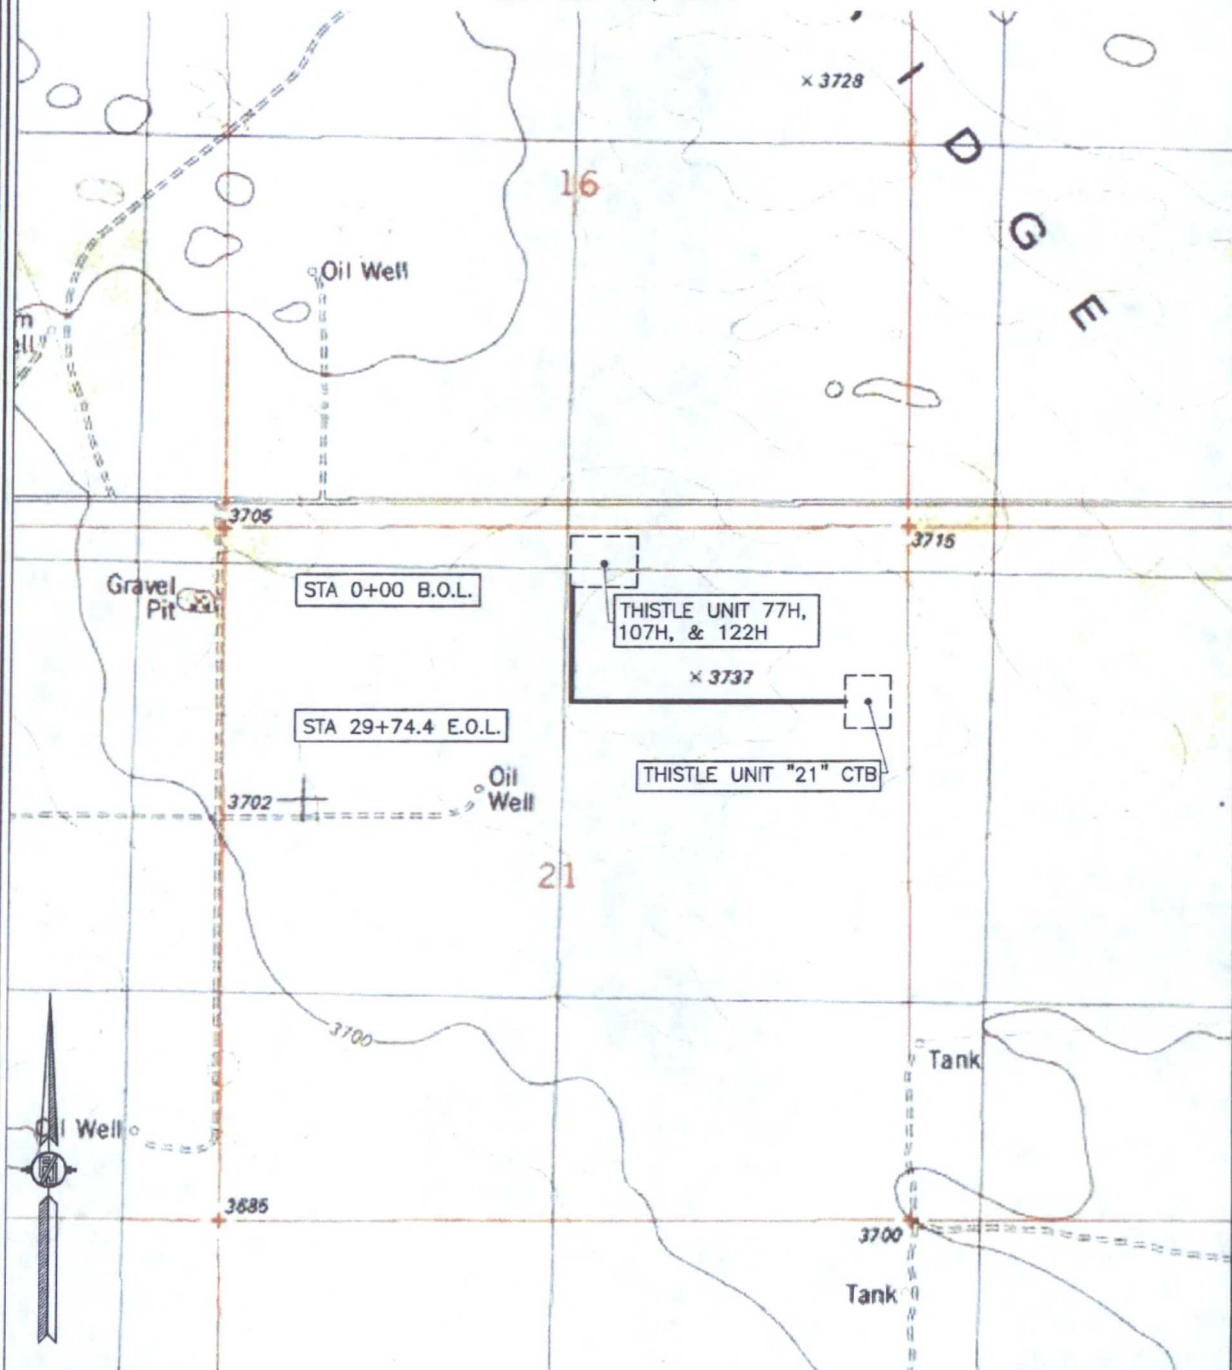 3728
D
G
E
16
Oil Well
3705
3715
Gravel
Pit
STA 0+00 B.O.L.
THISTLE UNIT 77H,
107H, & 122H
3737
STA 29+74.4 E.O.L.
THISTLE UNIT "21" CTB
Oil
Well
3702
21
3700
Tank
Oil Well
3686
3700
Tank